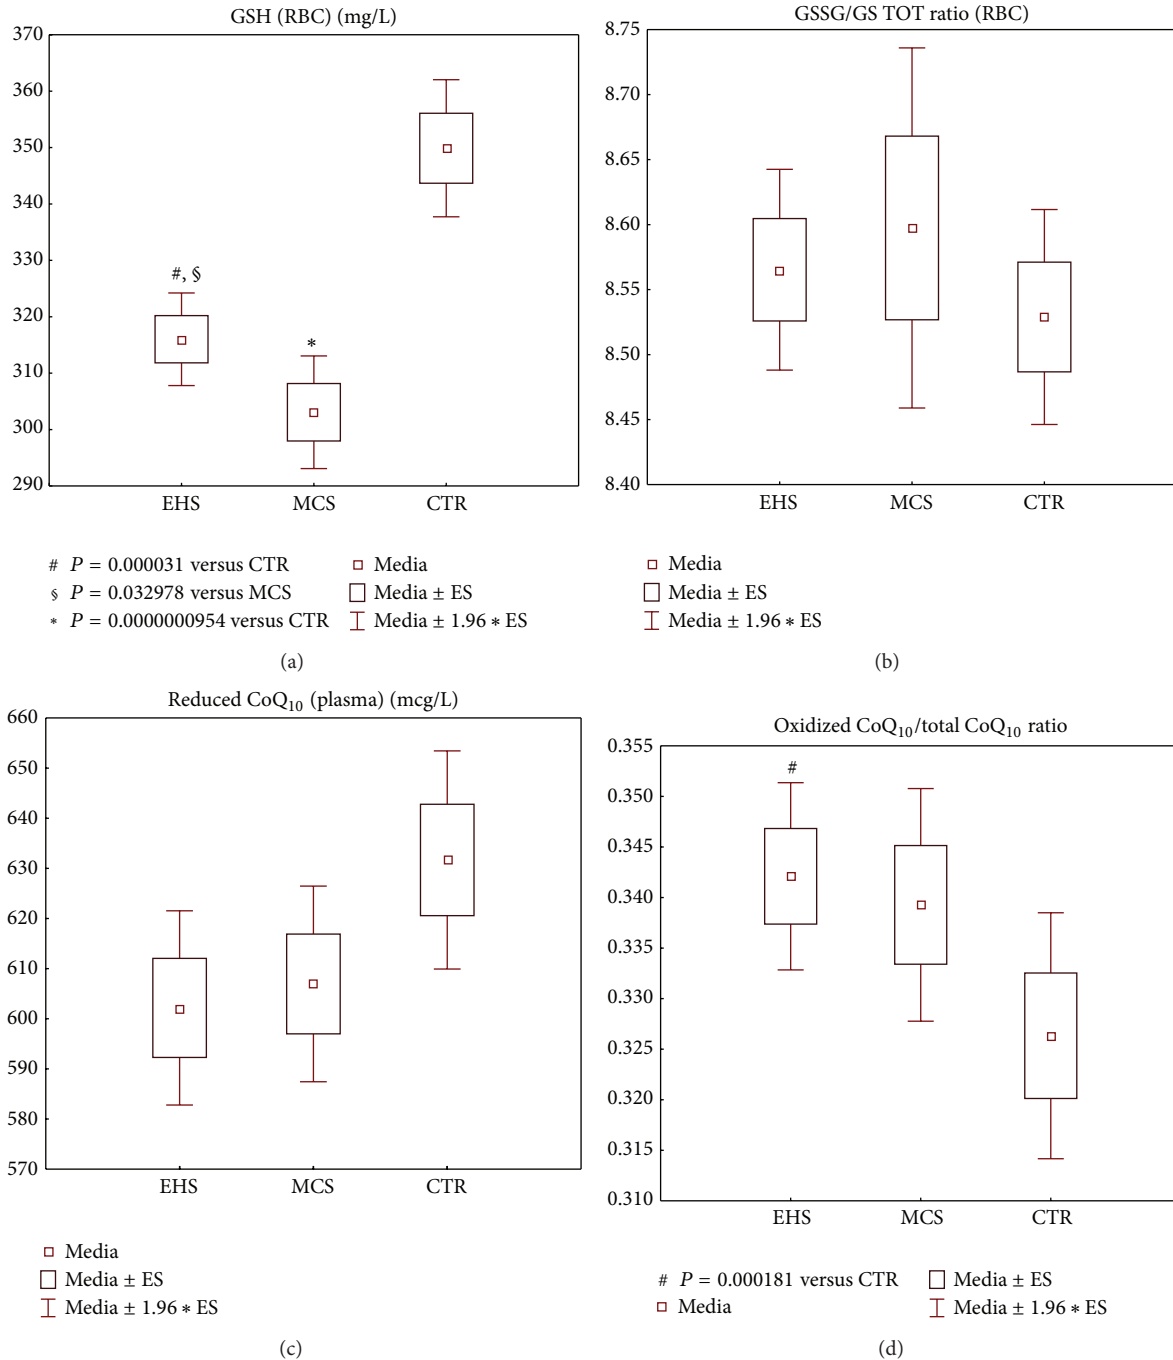 GSH (RBC) (mg/L)
370
360
350
340
330
320
310
300
290
#, §
*
EHS MCS CTR
# P = 0.000031 versus CTR
§ P = 0.032978 versus MCS
* P = 0.0000000954 versus CTR
Media
Media ± ES
Media ± 1.96 * ES
(a)
GSSG/GS TOT ratio (RBC)
8.75
8.70
8.65
8.60
8.55
8.50
8.45
8.40
EHS MCS CTR
Media
Media ± ES
Media ± 1.96 * ES
(b)
Reduced CoQ₁₀ (plasma) (mcg/L)
660
650
640
630
620
610
600
590
580
570
EHS MCS CTR
Media
Media ± ES
Media ± 1.96 * ES
(c)
Oxidized CoQ₁₀/total CoQ₁₀ ratio
0.355
0.350
0.345
0.340
0.335
0.330
0.325
0.320
0.315
0.310
#
EHS MCS CTR
# P = 0.000181 versus CTR
Media
Media ± ES
Media ± 1.96 * ES
(d)